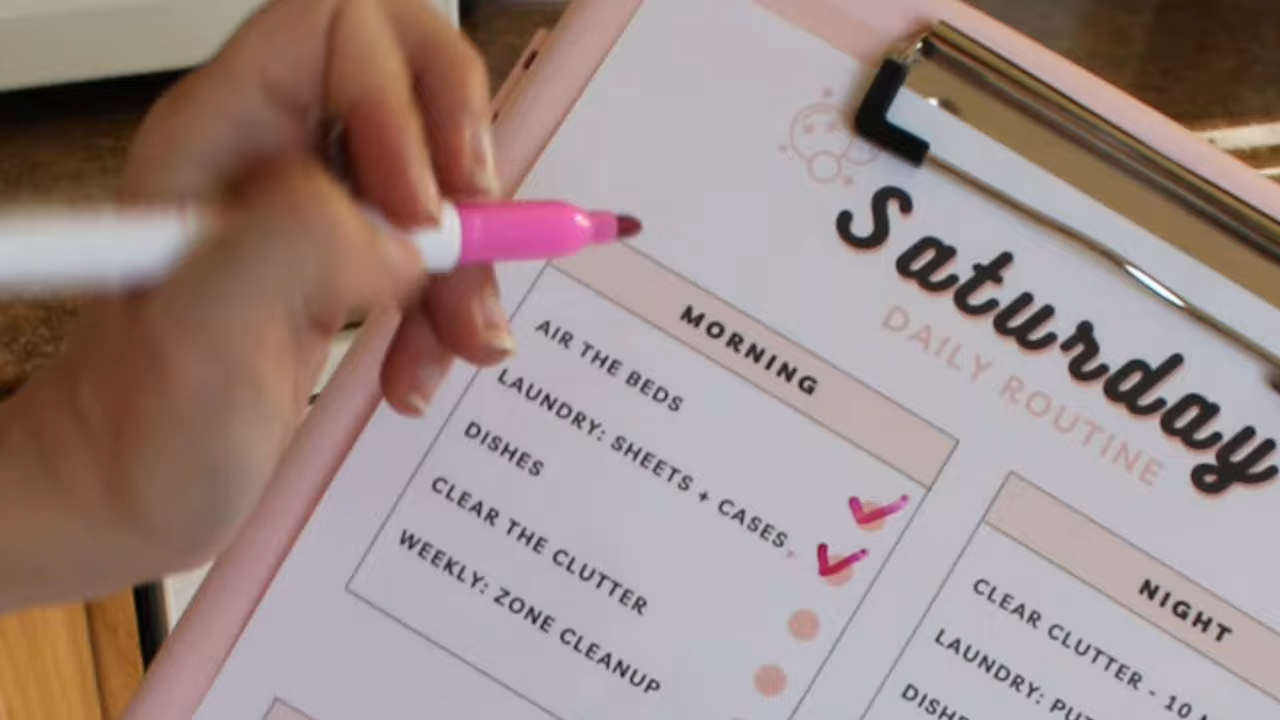 Saturday
DAILY ROUTINE
MORNING
AIR THE BEDS
LAUNDRY: SHEETS + CASES,
DISHES
CLEAR THE CLUTTER
WEEKLY: ZONE CLEANUP
NIGHT
CLEAR CLUTTER - 10
LAUNDRY: